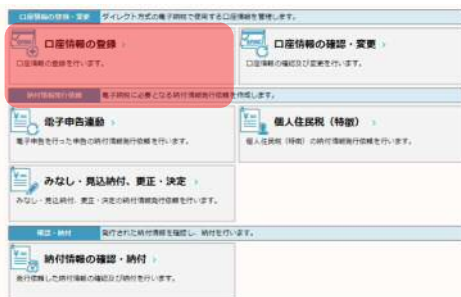 口座情報の登録・変更 ダイレクト方式の電子納税で使用する口座情報を管理します。
口座情報の登録
口座情報の登録を行います。
口座情報の確認・変更
口座情報の確認及び変更を行います。
納付情報発行依頼 電子納税に必要となる納付情報発行依頼を作成します。
電子申告連動
電子申告を行った申告の納付情報発行依頼を行います。
個人住民税（特徴）
個人住民税（特徴）の納付情報発行依頼を行います。
みなし・見込納付、更正・決定
みなし・見込納付、更正・決定の納付情報発行依頼を行います。
確認・納付 発行された納付情報を確認し、納付を行います。
納付情報の確認・納付
発行依頼した納付情報の確認及び納付を行います。